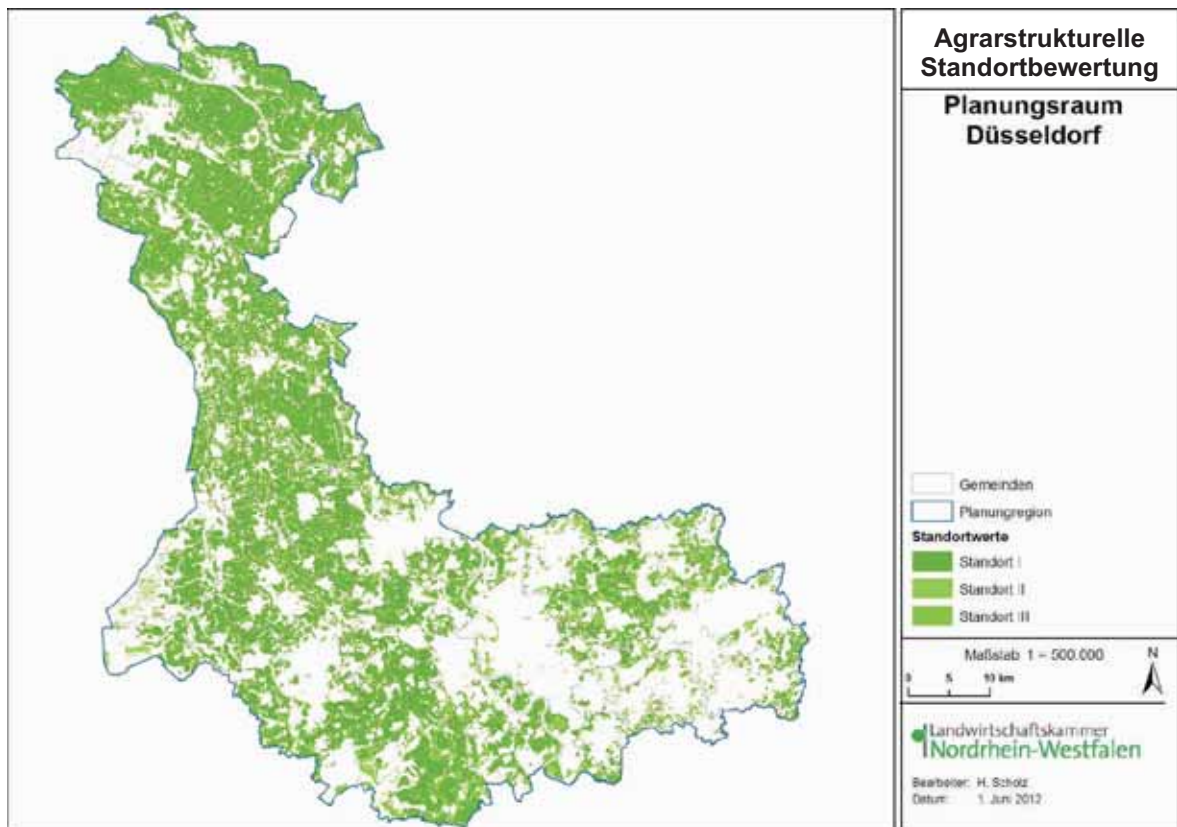 Agrarstrukturelle
Standortbewertung
Planungsraum
Düsseldorf
Gemeinden
Planungregion
Standortwerte
Standort I
Standort II
Standort III
Maßstab 1 – 500.000
N
0 5 10 km
Landwirtschaftskammer
Nordrhein-Westfalen
Bearbeiter: H. Scholz
Datum: 1. Juni 2012